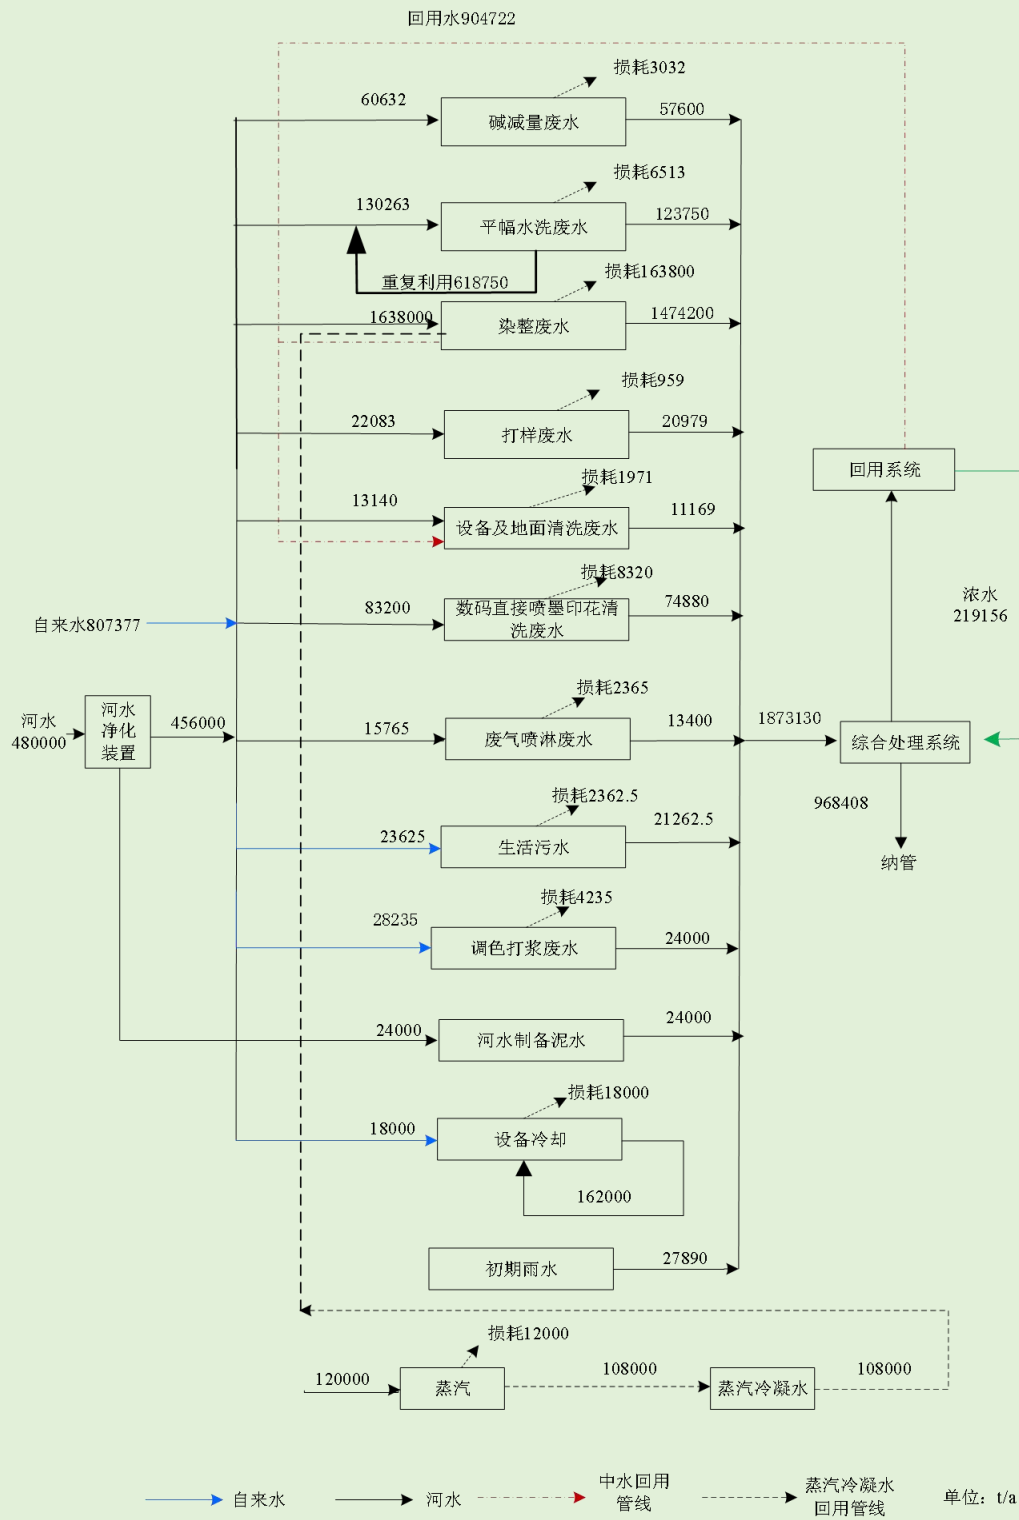 回用水904722
损耗3032
60632
碱减量废水
57600
损耗6513
130263
平幅水洗废水
123750
重复利用618750
损耗163800
1638000
染整废水
1474200
损耗959
22083
打样废水
20979
回用系统
损耗1971
13140
设备及地面清洗废水
11169
损耗8320
83200
数码直接喷墨印花清
洗废水
74880
浓水
219156
自来水807377
河水
480000
河水
净化
装置
456000
损耗2365
15765
废气喷淋废水
13400
1873130
综合处理系统
968408
纳管
损耗2362.5
23625
生活污水
21262.5
损耗4235
28235
调色打浆废水
24000
24000
河水制备泥水
24000
损耗18000
18000
设备冷却
162000
初期雨水
27890
损耗12000
120000
蒸汽
108000
蒸汽冷凝水
108000
自来水
河水
中水回用
管线
蒸汽冷凝水
回用管线
单位：t/a